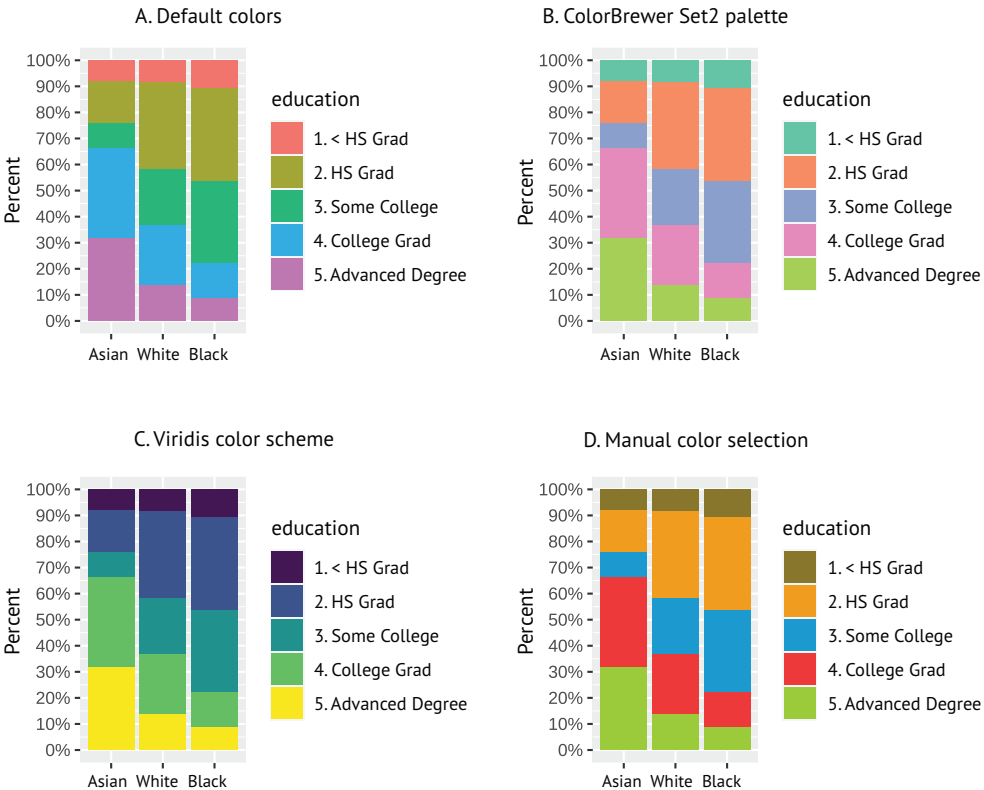 A. Default colors
100%
90%
80%
70%
60%
50%
40%
30%
20%
10%
0%
Percent
Asian White Black
education
1. < HS Grad
2. HS Grad
3. Some College
4. College Grad
5. Advanced Degree
B. ColorBrewer Set2 palette
100%
90%
80%
70%
60%
50%
40%
30%
20%
10%
0%
Percent
Asian White Black
education
1. < HS Grad
2. HS Grad
3. Some College
4. College Grad
5. Advanced Degree
C. Viridis color scheme
100%
90%
80%
70%
60%
50%
40%
30%
20%
10%
0%
Percent
Asian White Black
education
1. < HS Grad
2. HS Grad
3. Some College
4. College Grad
5. Advanced Degree
D. Manual color selection
100%
90%
80%
70%
60%
50%
40%
30%
20%
10%
0%
Percent
Asian White Black
education
1. < HS Grad
2. HS Grad
3. Some College
4. College Grad
5. Advanced Degree